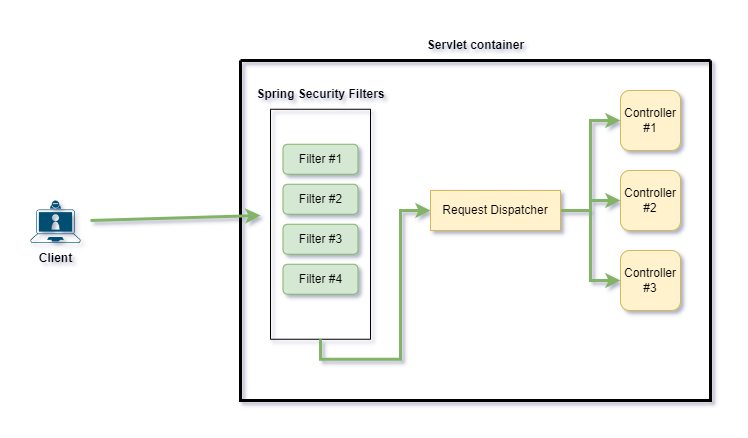 Servlet container
Spring Security Filters
Filter #1
Filter #2
Filter #3
Filter #4
Client
Request Dispatcher
Controller
#1
Controller
#2
Controller
#3